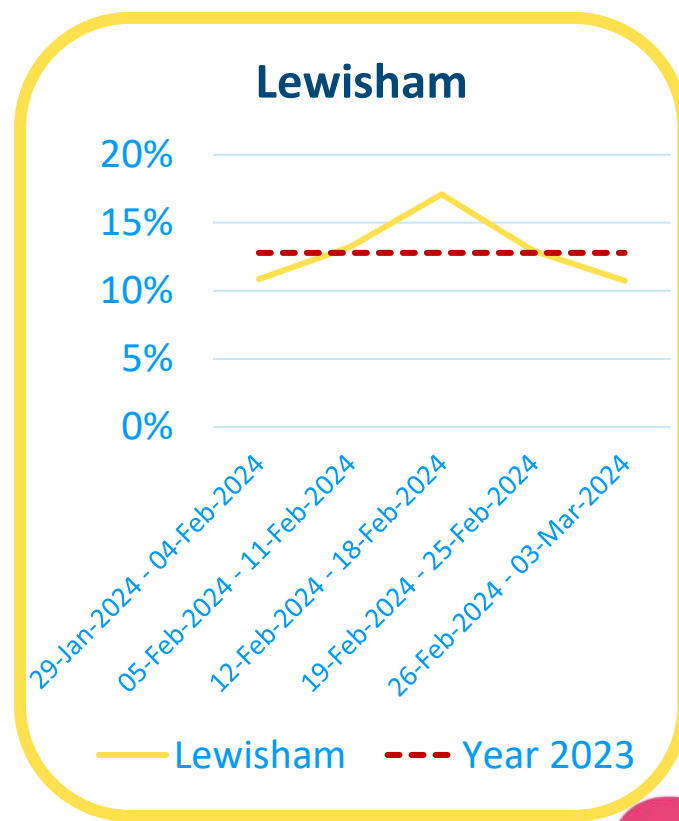 Lewisham
20%
15%
10%
5%
0%
29-Jan-2024 - 04-Feb-2024
05-Feb-2024 - 11-Feb-2024
12-Feb-2024 - 18-Feb-2024
19-Feb-2024 - 25-Feb-2024
26-Feb-2024 - 03-Mar-2024
Lewisham Year 2023